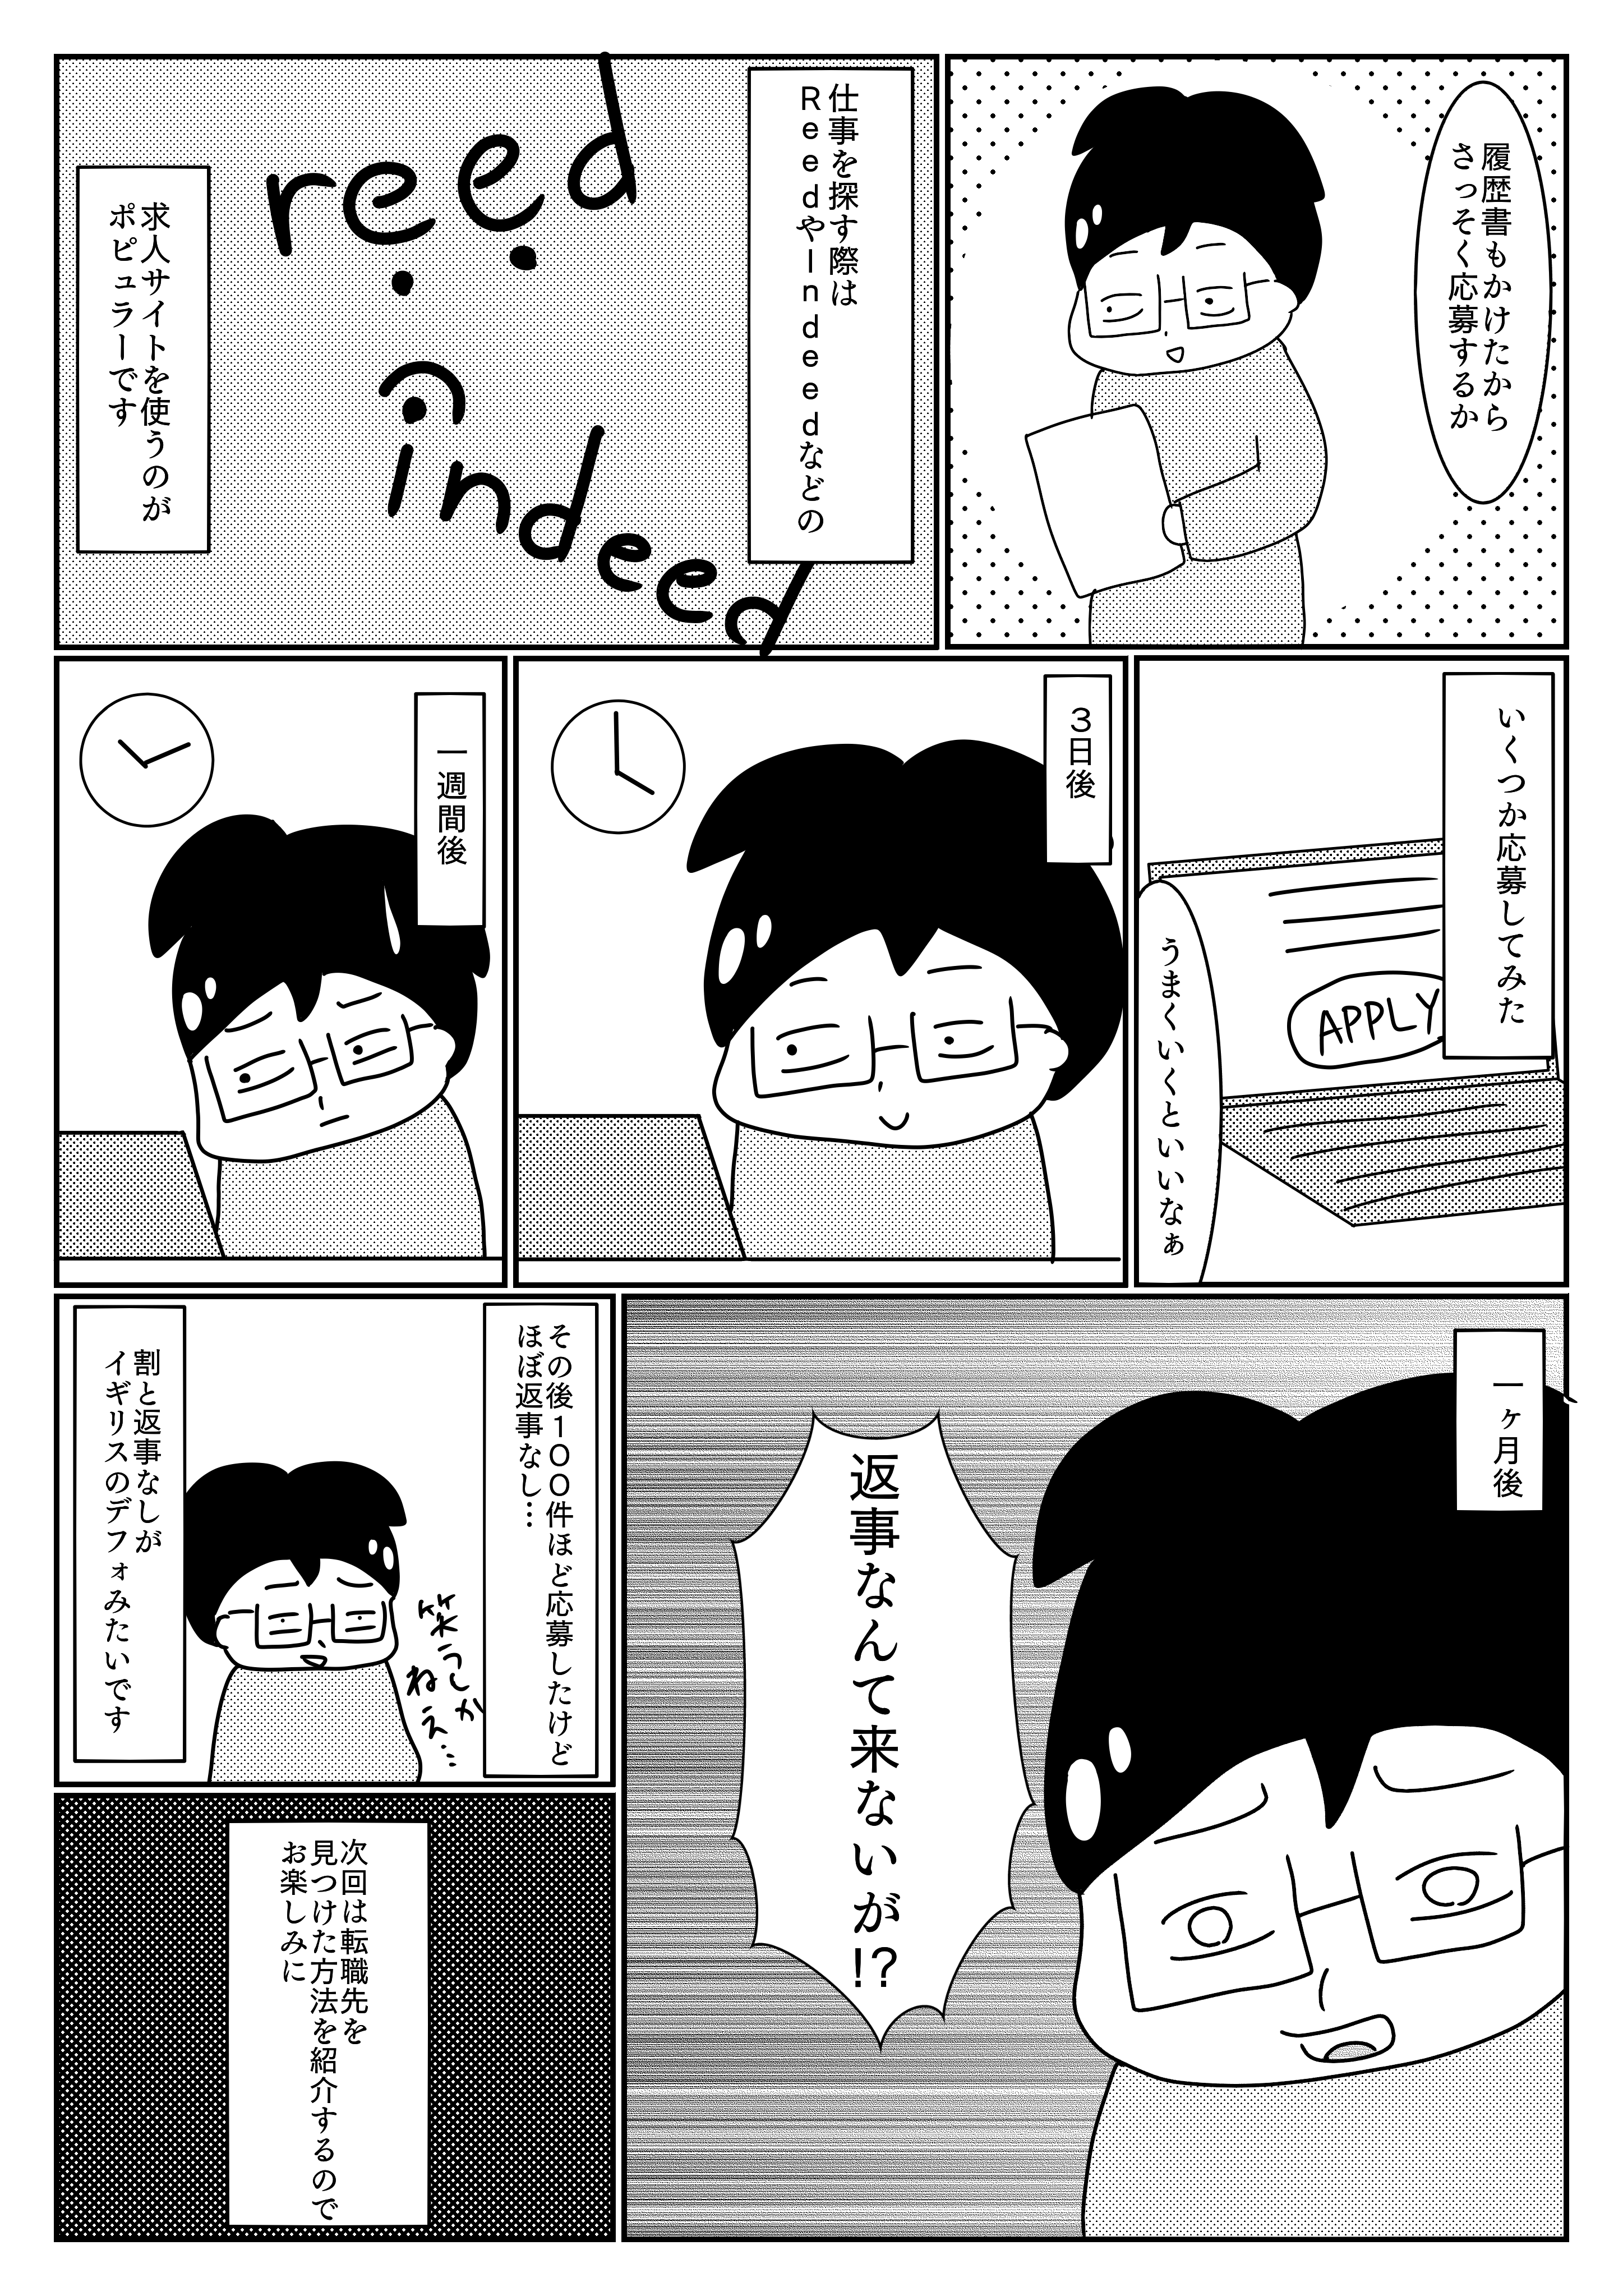 履歴書もかけたから
さっそく応募するか
仕事を探す際は
ReedやIndeedなどの
reed
indeed
求人サイトを使うのが
ポピュラーです
いくつか応募してみた
APPLY
うまくいくといいなぁ
3日後
一週間後
一ヶ月後
返事なんて来ないが!?
その後100件ほど応募したけど
ほぼ返事なし…
笑うしか
ねえ…
割と返事なしが
イギリスのデフォみたいです
次回は転職先を
見つけた方法を紹介するので
お楽しみに